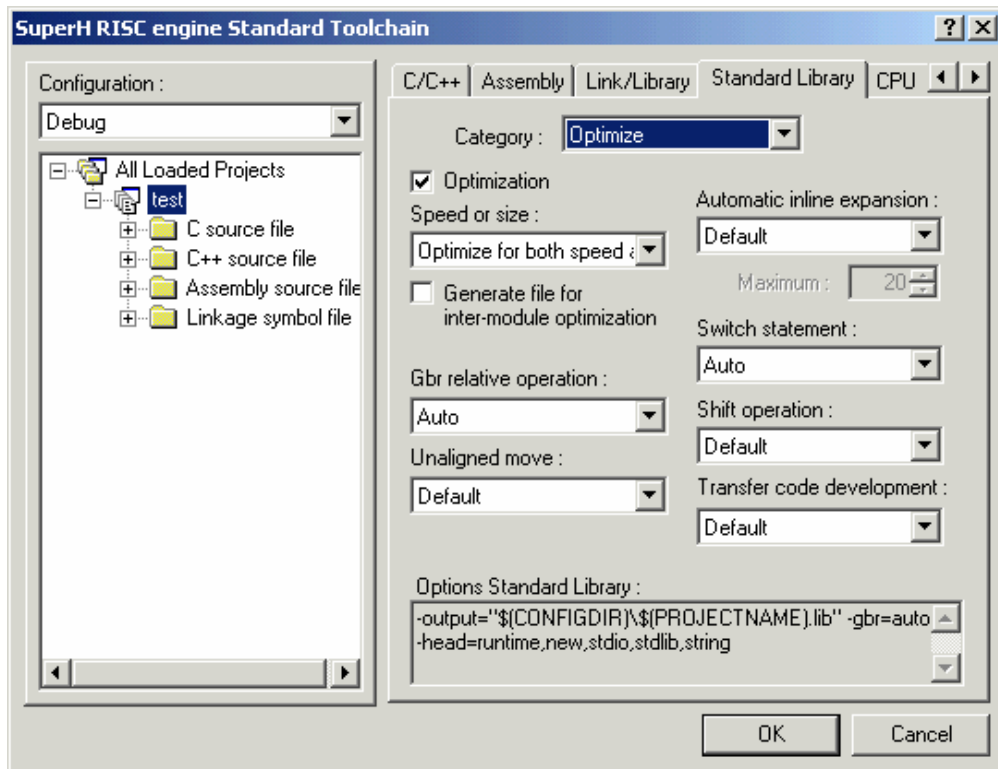 SuperH RISC engine Standard Toolchain
Configuration :
Debug
All Loaded Projects
test
C source file
C++ source file
Assembly source file
Linkage symbol file
C/C++ Assembly Link/Library Standard Library CPU
Category : Optimize
Optimization
Speed or size :
Optimize for both speed a
Generate file for
inter-module optimization
Gbr relative operation :
Auto
Unaligned move :
Default
Automatic inline expansion :
Default
Maximum : 20
Switch statement :
Auto
Shift operation :
Default
Transfer code development :
Default
Options Standard Library :
-output="$(CONFIGDIR)\$(PROJECTNAME).lib" -gbr=auto
-head=runtime,new,stdio,stdlib,string
OK Cancel